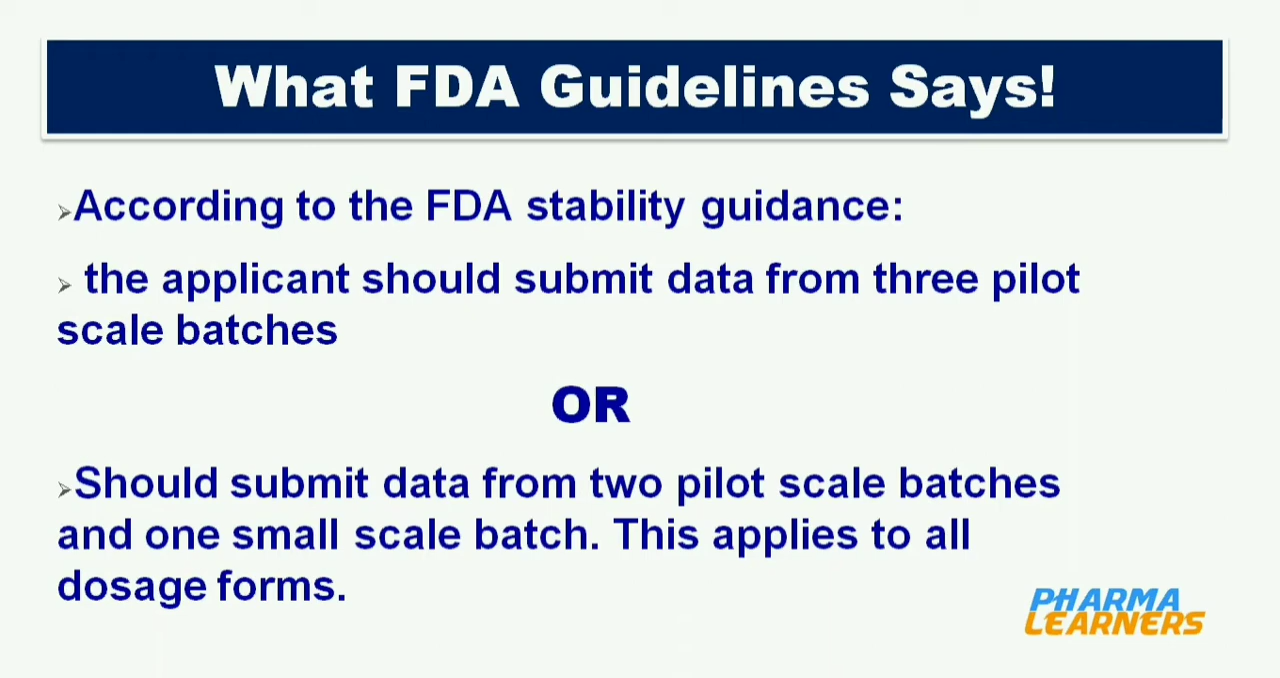 What FDA Guidelines Says!
➢According to the FDA stability guidance:
➢ the applicant should submit data from three pilot
scale batches
OR
➢Should submit data from two pilot scale batches
and one small scale batch. This applies to all
dosage forms.
PHARMA
LEARNERS